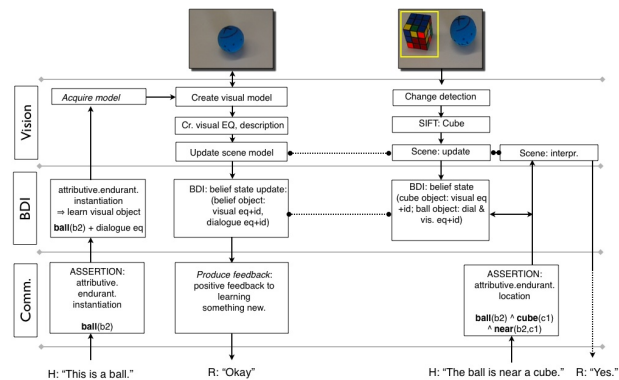 Vision
Acquire model
Create visual model
Change detection
Cr. visual EQ, description
SIFT: Cube
Update scene model
Scene: update
Scene: interpr.
BDI
attributive.endurant.
instantiation
⇒ learn visual object
ball(b2) + dialogue eq
BDI: belief state update:
(belief object:
visual eq+id,
dialogue eq+id)
BDI: belief state
(cube object: visual eq
+id; ball object: dial &
vis. eq+id)
Comm.
ASSERTION:
attributive.
endurant.
instantiation
ball(b2)
Produce feedback:
positive feedback to
learning
something new.
ASSERTION:
attributive.endurant.
location
ball(b2) ^ cube(c1)
^ near(b2,c1)
H: “This is a ball.”
R: “Okay”
H: “The ball is near a cube.”
R: “Yes.”